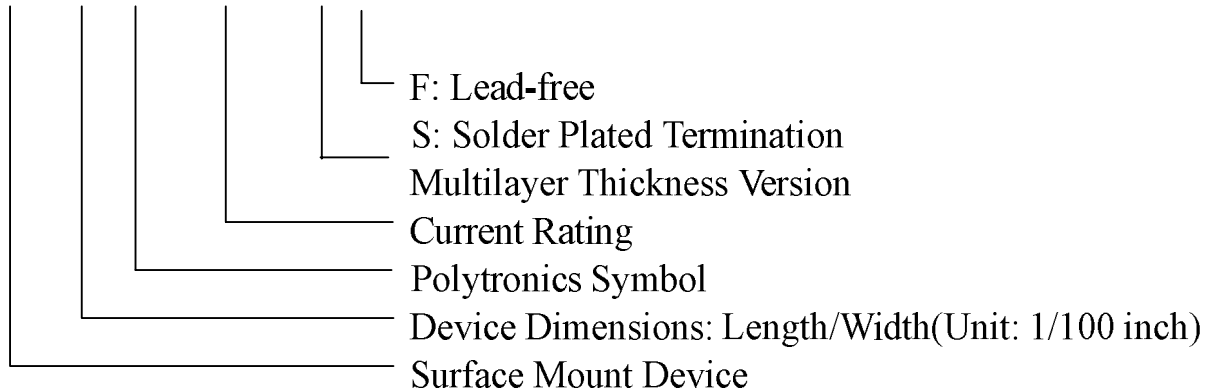 F: Lead-free
S: Solder Plated Termination
Multilayer Thickness Version
Current Rating
Polytronics Symbol
Device Dimensions: Length/Width(Unit: 1/100 inch)
Surface Mount Device